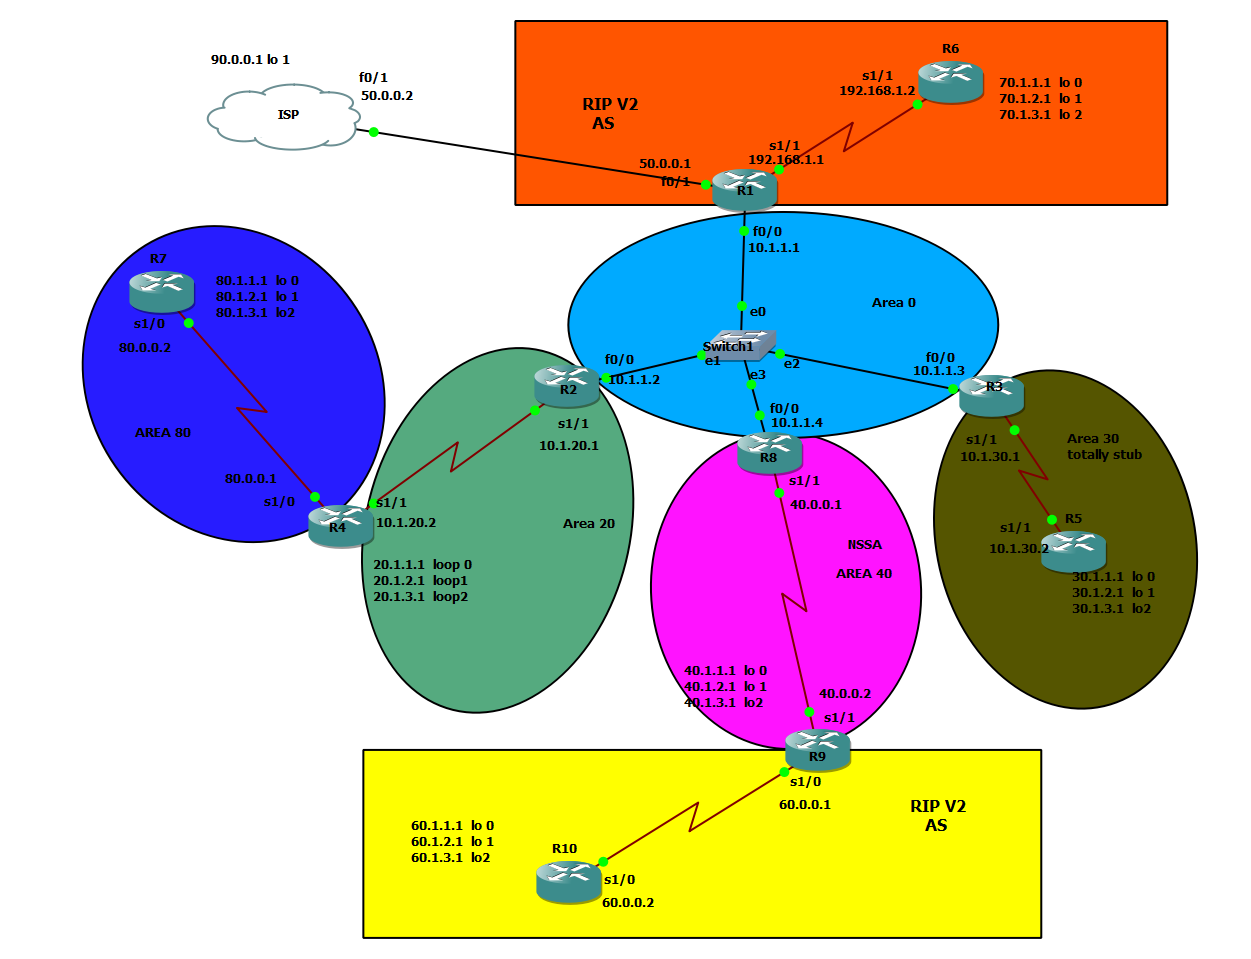 90.0.0.1 lo 1
f0/1
50.0.0.2
ISP
RIP V2
AS
R6
s1/1
192.168.1.2
70.1.1.1  lo 0
70.1.2.1  lo 1
70.1.3.1  lo 2
s1/1
192.168.1.1
50.0.0.1
f0/1
R1
f0/0
10.1.1.1
Area 0
e0
Switch1
e1
e2
e3
R7
80.1.1.1  lo 0
80.1.2.1  lo 1
80.1.3.1  lo2
s1/0
80.0.0.2
AREA 80
80.0.0.1
s1/0
R4
f0/0
10.1.1.2
R2
s1/1
10.1.20.1
s1/1
10.1.20.2
Area 20
20.1.1.1  loop 0
20.1.2.1  loop1
20.1.3.1  loop2
f0/0
10.1.1.4
R8
s1/1
40.0.0.1
NSSA
AREA 40
40.1.1.1  lo 0
40.1.2.1  lo 1
40.1.3.1  lo2
40.0.0.2
s1/1
R9
f0/0
10.1.1.3
R3
s1/1
10.1.30.1
Area 30
totally stub
s1/1
10.1.30.2
R5
30.1.1.1  lo 0
30.1.2.1  lo 1
30.1.3.1  lo2
s1/0
60.0.0.1
RIP V2
AS
60.1.1.1  lo 0
60.1.2.1  lo 1
60.1.3.1  lo2
R10
s1/0
60.0.0.2